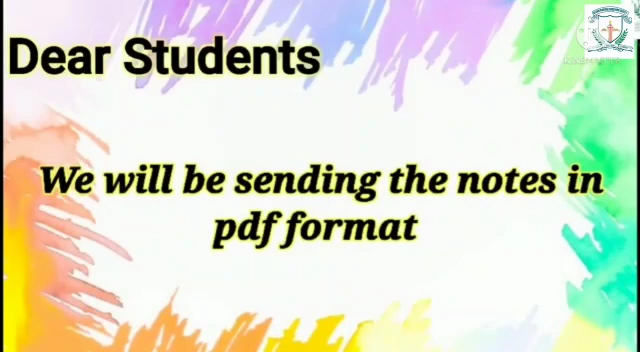 Dear Students
We will be sending the notes in
pdf format